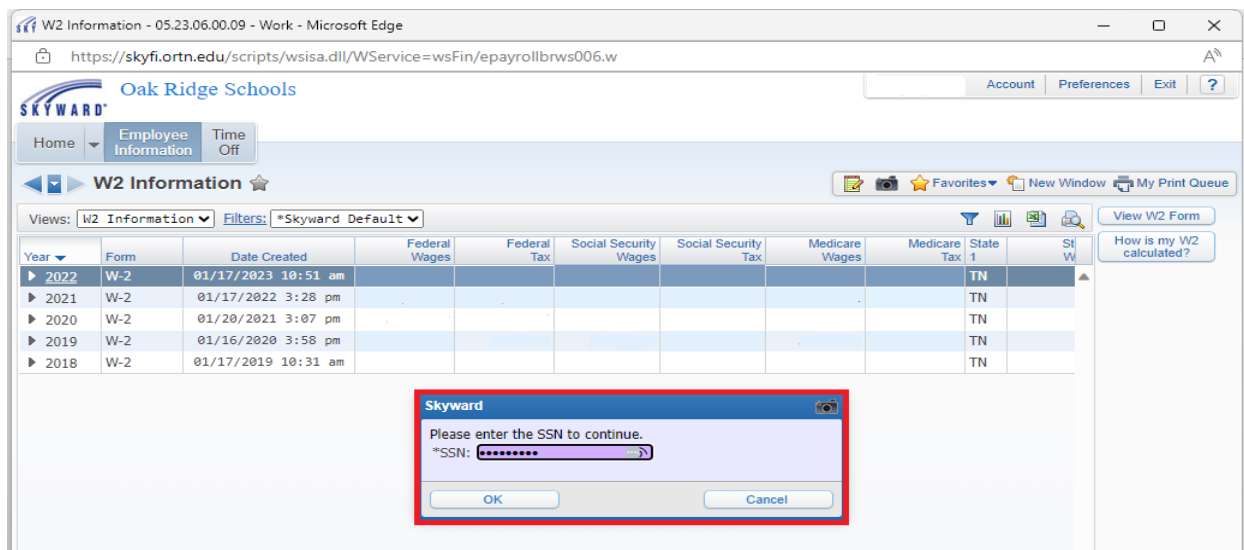 W2 Information - 05.23.06.00.09 - Work - Microsoft Edge
https://skyfi.ortn.edu/scripts/wsisa.dll/WService=wsFin/epayrollbrws006.w
SKYWARD
Oak Ridge Schools
Account Preferences Exit ?
Home Employee Information Time Off
W2 Information
Favorites New Window My Print Queue
Views: W2 Information Filters: *Skyward Default
View W2 Form
How is my W2 calculated?
Year Form Date Created Federal Wages Federal Tax Social Security Wages Social Security Tax Medicare Wages Medicare Tax State 1 St W
2022 W-2 01/17/2023 10:51 am TN
2021 W-2 01/17/2022 3:28 pm TN
2020 W-2 01/20/2021 3:07 pm TN
2019 W-2 01/16/2020 3:58 pm TN
2018 W-2 01/17/2019 10:31 am TN
Skyward
Please enter the SSN to continue.
*SSN: •••••••••
OK Cancel